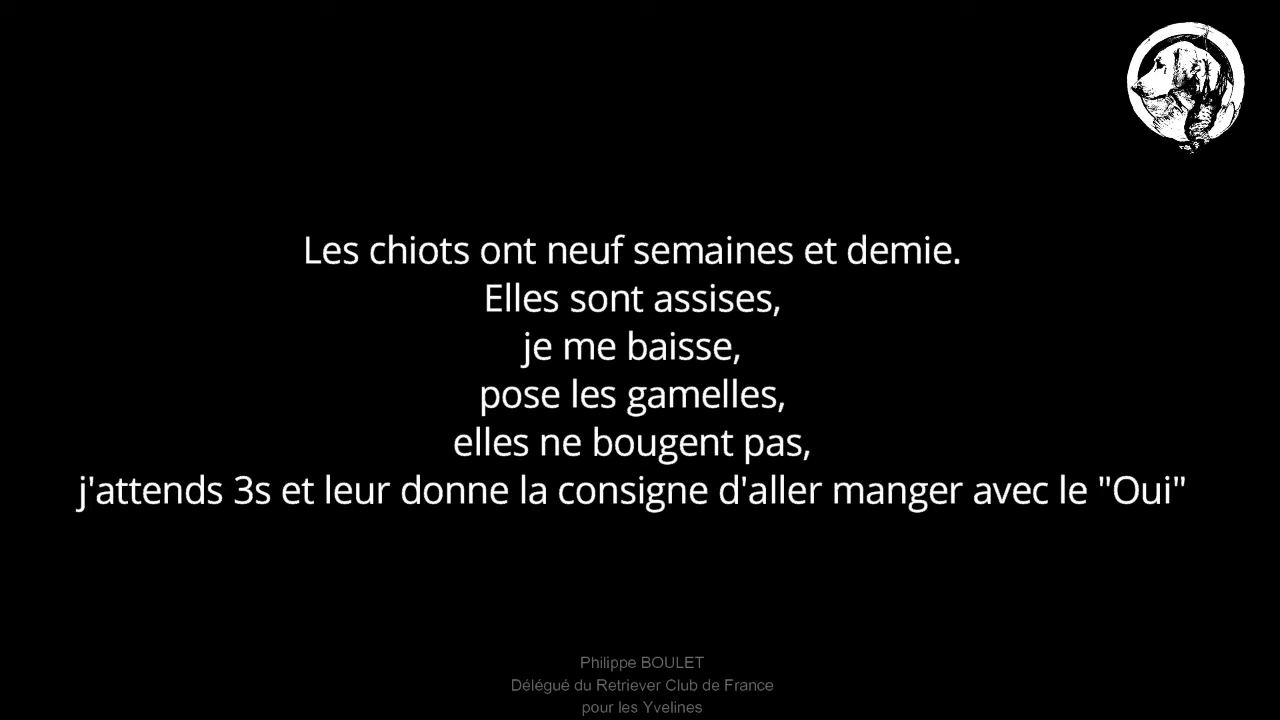 Les chiots ont neuf semaines et demie.
Elles sont assises,
je me baisse,
pose les gamelles,
elles ne bougent pas,
j'attends 3s et leur donne la consigne d'aller manger avec le "Oui"
Philippe BOULET
Délégué du Retriever Club de France
pour les Yvelines